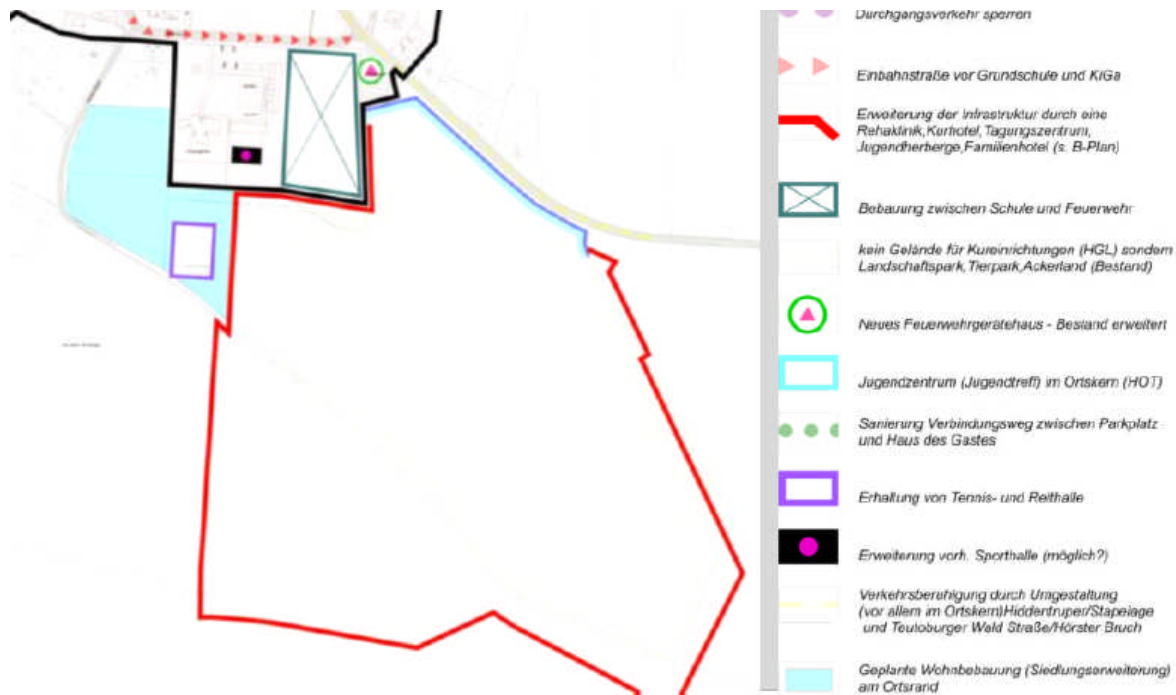 Durchgangsverkehr sperren
Einbahnstraße vor Grundschule und KiGa
Erweiterung der Infrastruktur durch eine
Rehaklinik,Kurhotel,Tagungszentrum,
Jugendherberge,Familienhotel (s. B-Plan)
Bebauung zwischen Schule und Feuerwehr
kein Gelände für Kureinrichtungen (HGL) sondern
Landschaftspark,Tierpark,Ackerland (Bestand)
Neues Feuerwehrgerätehaus - Bestand erweitert
Jugendzentrum (Jugendtreff) im Ortskern (HOT)
Sanierung Verbindungsweg zwischen Parkplatz
und Haus des Gastes
Erhaltung von Tennis- und Reithalle
Erweiterung vorh. Sporthalle (möglich?)
Verkehrsberuhigung durch Umgestaltung
(vor allem im Ortskern)Hiddentruper/Stapelage
und Teutoburger Wald Straße/Hörster Bruch
Geplante Wohnbebauung (Siedlungserweiterung)
am Ortsrand